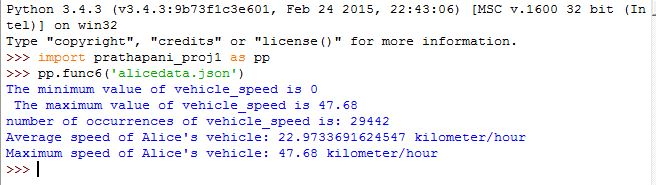 Python 3.4.3 (v3.4.3:9b73f1c3e601, Feb 24 2015, 22:43:06) [MSC v.1600 32 bit (In
tel)] on win32
Type "copyright", "credits" or "license()" for more information.
>>> import prathapani_proj1 as pp
>>> pp.func6('alicedata.json')
The minimum value of vehicle_speed is 0
 The maximum value of vehicle_speed is 47.68
number of occurrences of vehicle_speed is: 29442
Average speed of Alice's vehicle: 22.9733691624547 kilometer/hour
Maximum speed of Alice's vehicle: 47.68 kilometer/hour
>>>